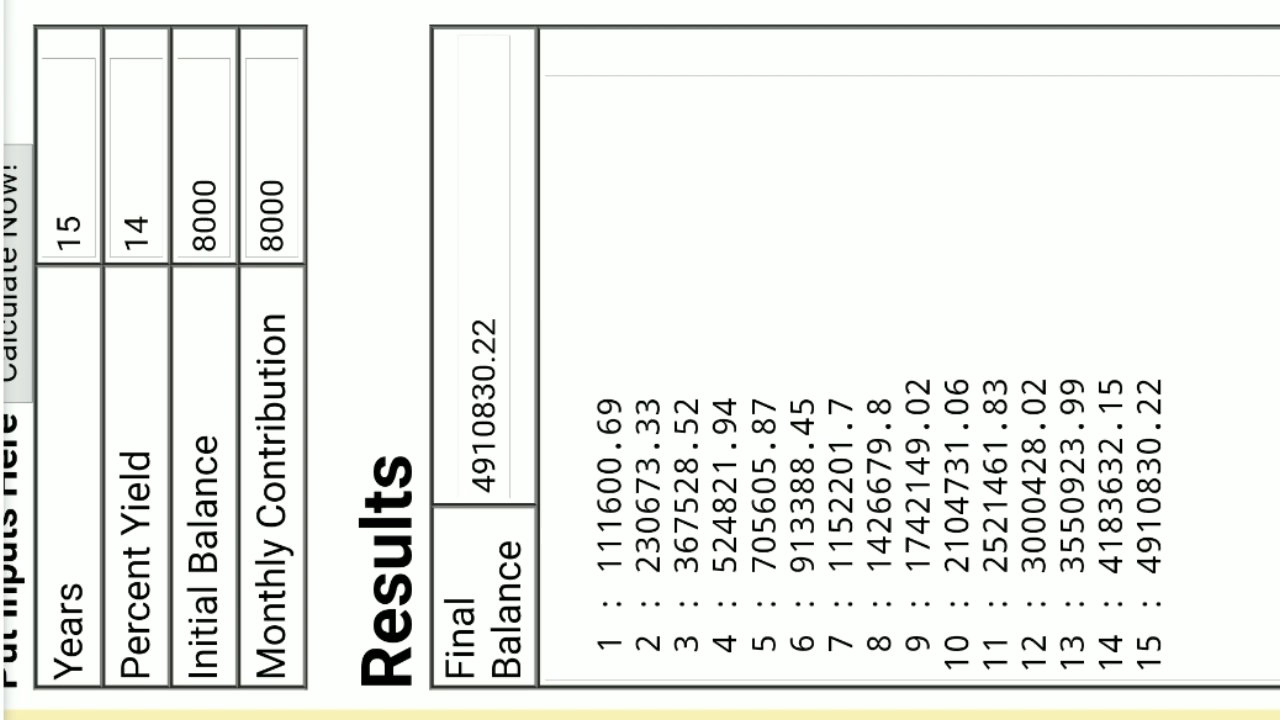 Put Inputs Here Calculate Now!
Years 15
Percent Yield 14
Initial Balance 8000
Monthly Contribution 8000
Results
Final Balance 4910830.22
1 : 111600.69
2 : 230673.33
3 : 367528.52
4 : 524821.94
5 : 705605.87
6 : 913388.45
7 : 1152201.7
8 : 1426679.8
9 : 1742149.02
10 : 2104731.06
11 : 2521461.83
12 : 3000428.02
13 : 3550923.99
14 : 4183632.15
15 : 4910830.22